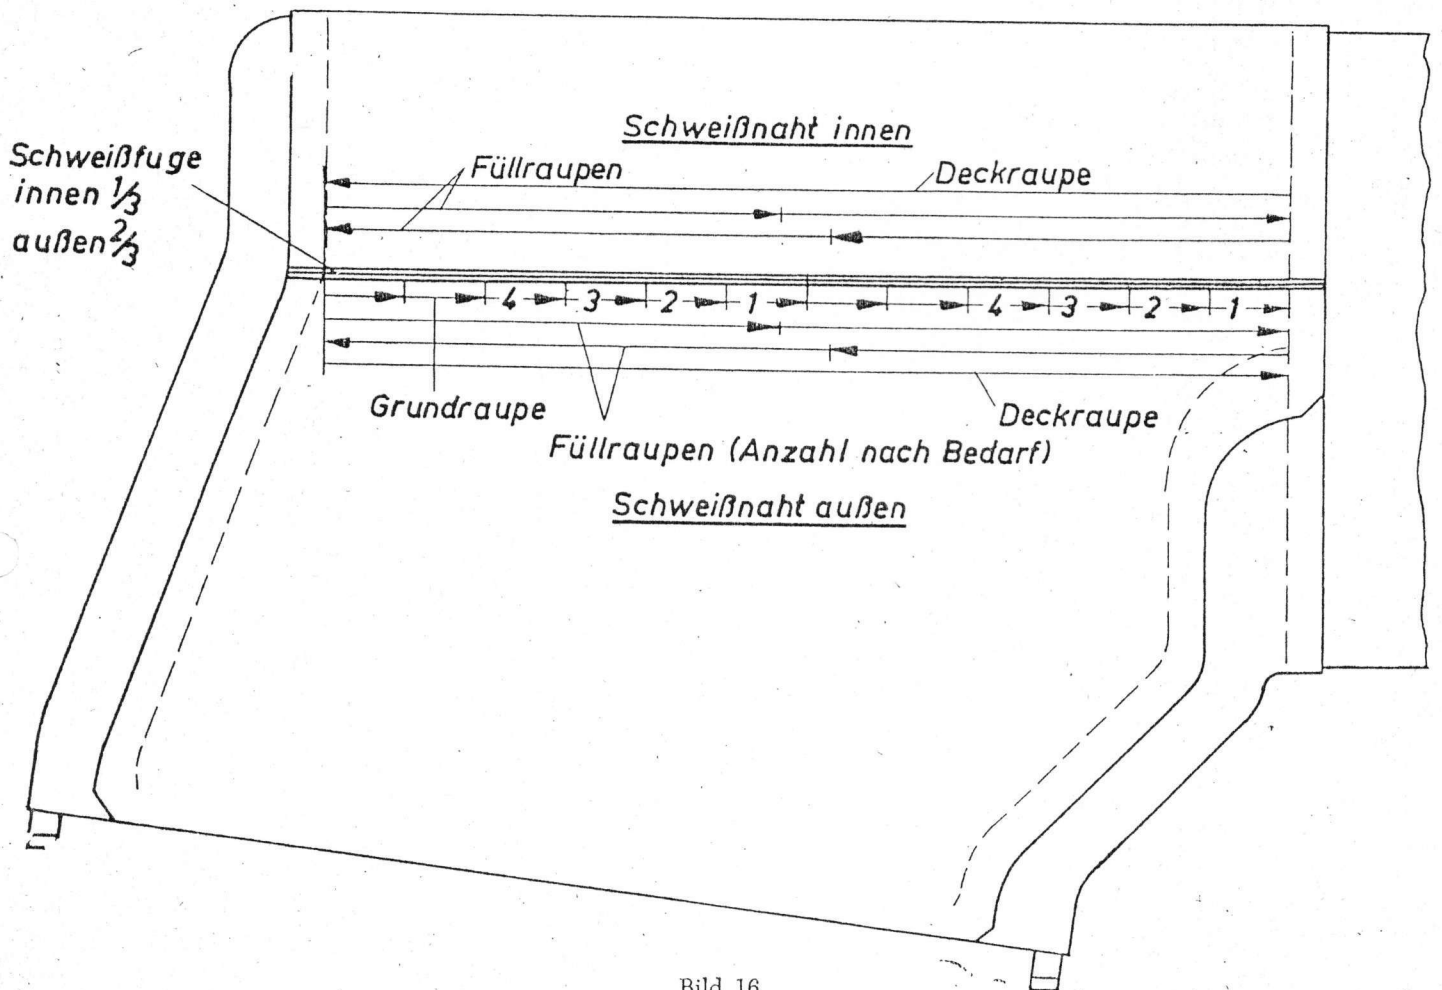 Schweißnaht innen
Schweißfuge
innen 1/3
außen 2/3
Füllraupen
Deckraupe
4 3 2 1 4 3 2 1
Grundraupe
Deckraupe
Füllraupen (Anzahl nach Bedarf)
Schweißnaht außen
Bild 16